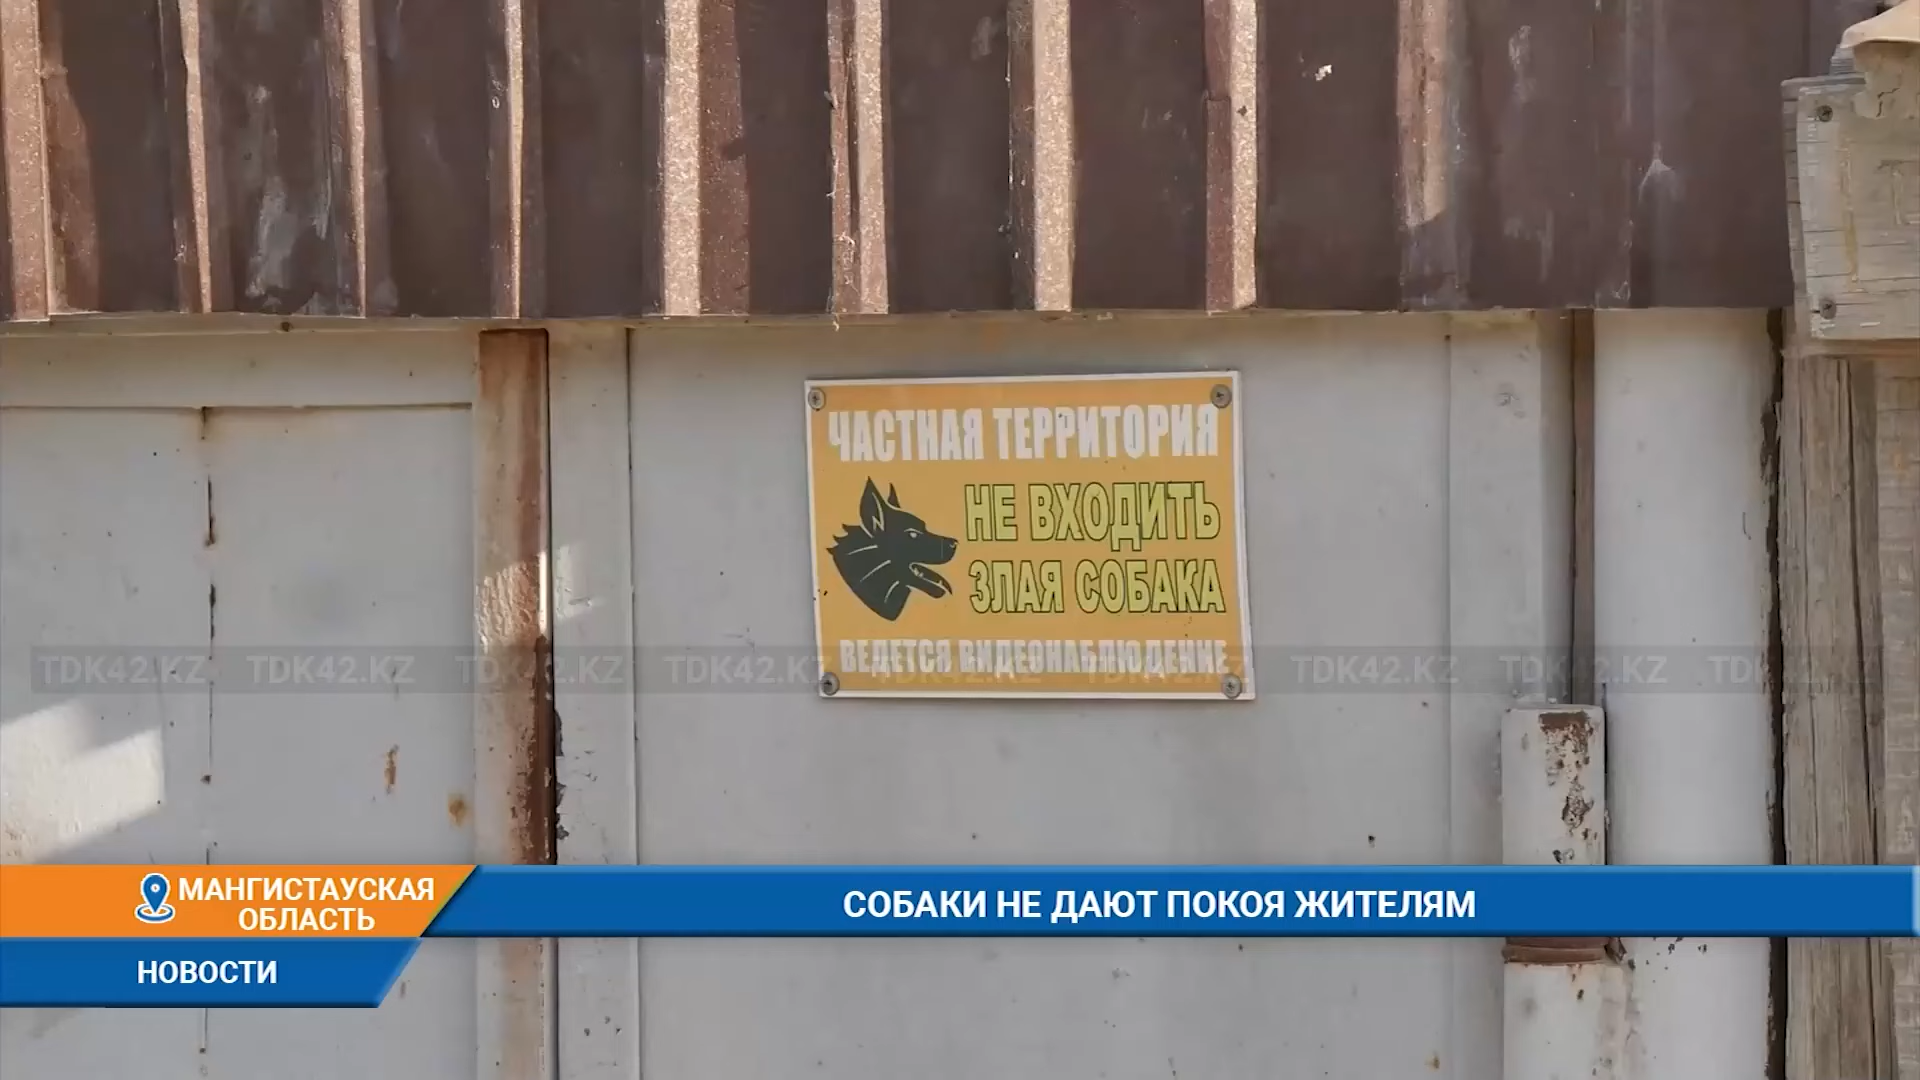 ЧАСТНАЯ ТЕРРИТОРИЯ
НЕ ВХОДИТЬ
ЗЛАЯ СОБАКА
ВЕДЕТСЯ ВИДЕОНАБЛЮДЕНИЕ
TDK42.KZ TDK42.KZ TDK42.KZ TDK42.KZ TDK42.KZ TDK42.KZ TDK42.KZ TDK42.KZ TDK42.KZ
МАНГИСТАУСКАЯ
ОБЛАСТЬ
СОБАКИ НЕ ДАЮТ ПОКОЯ ЖИТЕЛЯМ
НОВОСТИ